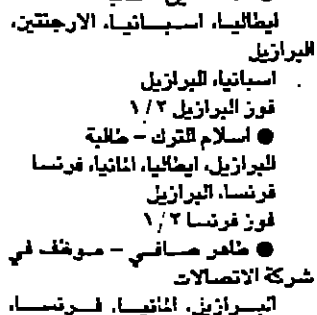 ايطاليا، اسبانيا، الارجنتين،
البرازيل
اسبانيا، البرازيل
فوز البرازيل ٢ / ١
● اسلام الترك – طالبة
البرازيل، ايطاليا، المانيا، فرنسا
فرنسا، البرازيل
فوز فرنسا ٢ / ١
● طاهر صافي – موظف في
شركة الاتصالات
البرازيل، المانيا، فرنسا،